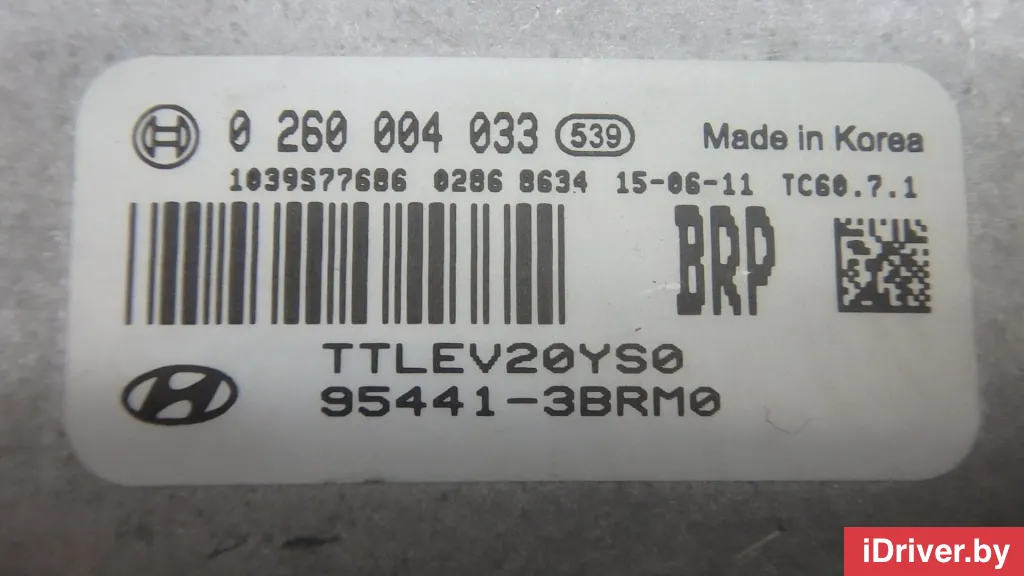 0 260 004 033 539 Made in Korea
1039S77686 0286 8634 15-06-11 TC60.7.1
BRP
TTLEV20YS0
95441-3BRM0
iDriver.by